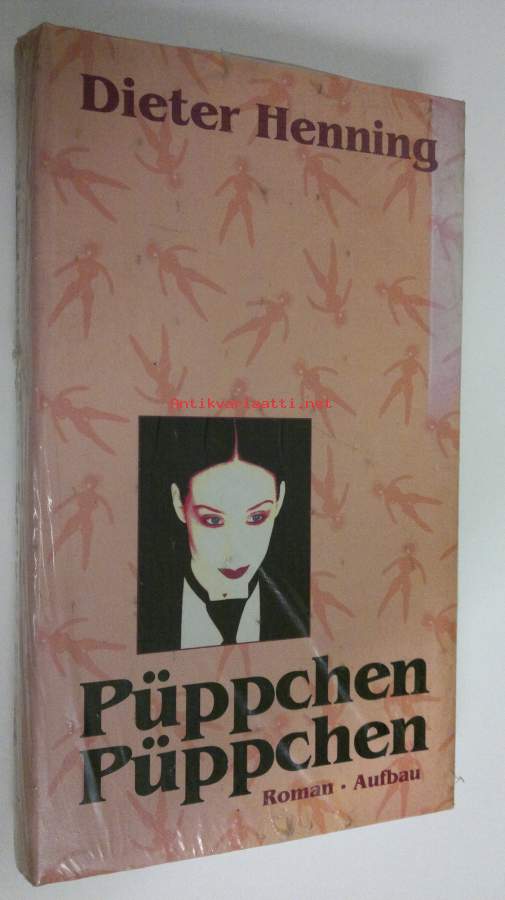 Dieter Henning
Antikvariaatti.net
Püppchen
Püppchen
Roman · Aufbau